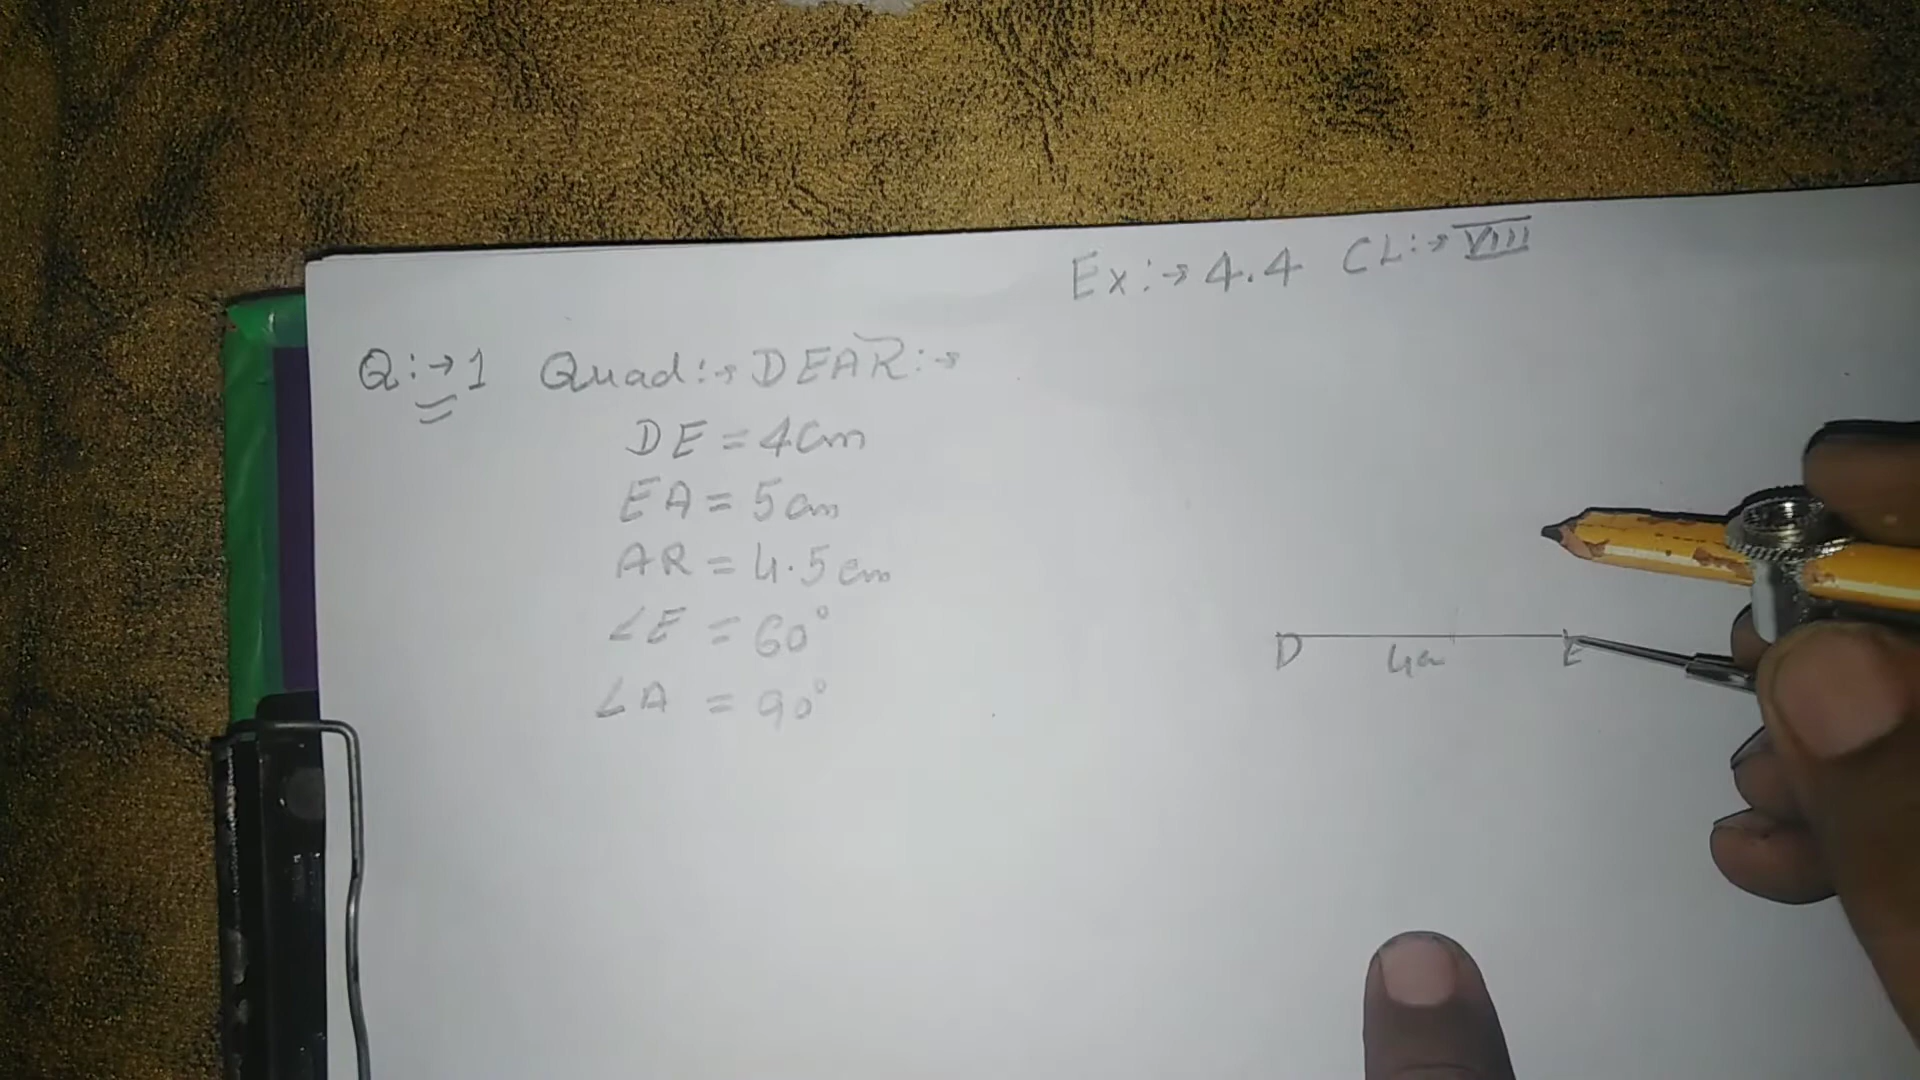 Ex:→ 4.4 CL:→ VIII
Q:→1 Quad:→ DEAR:→
DE = 4cm
EA = 5cm
AR = 4.5cm
∠E = 60°
∠A = 90°
D 4cm E